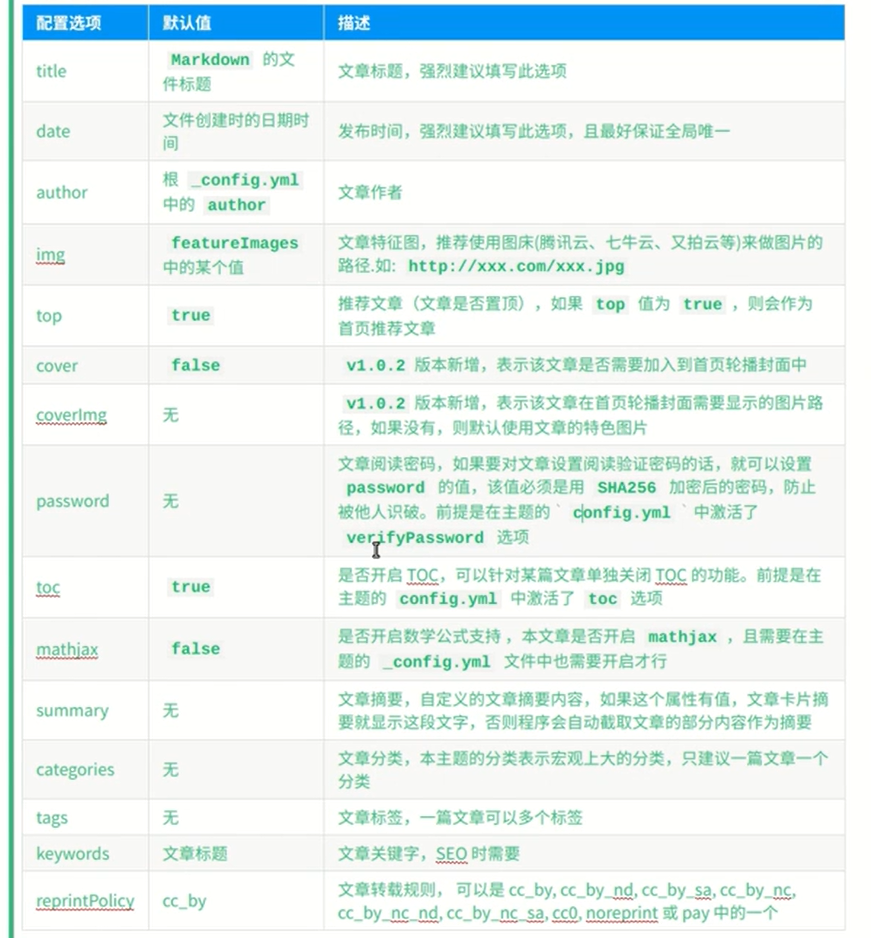 配置选项 默认值 描述
title Markdown 的文件标题 文章标题，强烈建议填写此选项
date 文件创建时的日期时间 发布时间，强烈建议填写此选项，且最好保证全局唯一
author 根 _config.yml 中的 author 文章作者
img featureImages 中的某个值 文章特征图，推荐使用图床(腾讯云、七牛云、又拍云等)来做图片的
路径.如: http://xxx.com/xxx.jpg
top true 推荐文章（文章是否置顶），如果 top 值为 true ，则会作为
首页推荐文章
cover false v1.0.2 版本新增，表示该文章是否需要加入到首页轮播封面中
coverImg 无 v1.0.2 版本新增，表示该文章在首页轮播封面需要显示的图片路
径，如果没有，则默认使用文章的特色图片
password 无 文章阅读密码，如果要对文章设置阅读验证密码的话，就可以设置
password 的值，该值必须是用 SHA256 加密后的密码，防止
被他人识破。前提是在主题的 ` config.yml ` 中激活了
verifyPassword 选项
toc true 是否开启 TOC，可以针对某篇文章单独关闭 TOC 的功能。前提是在
主题的 config.yml 中激活了 toc 选项
mathjax false 是否开启数学公式支持 ，本文章是否开启 mathjax ，且需要在主
题的 _config.yml 文件中也需要开启才行
summary 无 文章摘要，自定义的文章摘要内容，如果这个属性有值，文章卡片摘
要就显示这段文字，否则程序会自动截取文章的部分内容作为摘要
categories 无 文章分类，本主题的分类表示宏观上大的分类，只建议一篇文章一个
分类
tags 无 文章标签，一篇文章可以多个标签
keywords 文章标题 文章关键字，SEO 时需要
reprintPolicy cc_by 文章转载规则， 可以是 cc_by, cc_by_nd, cc_by_sa, cc_by_nc,
cc_by_nc_nd, cc_by_nc_sa, cc0, noreprint 或 pay 中的一个